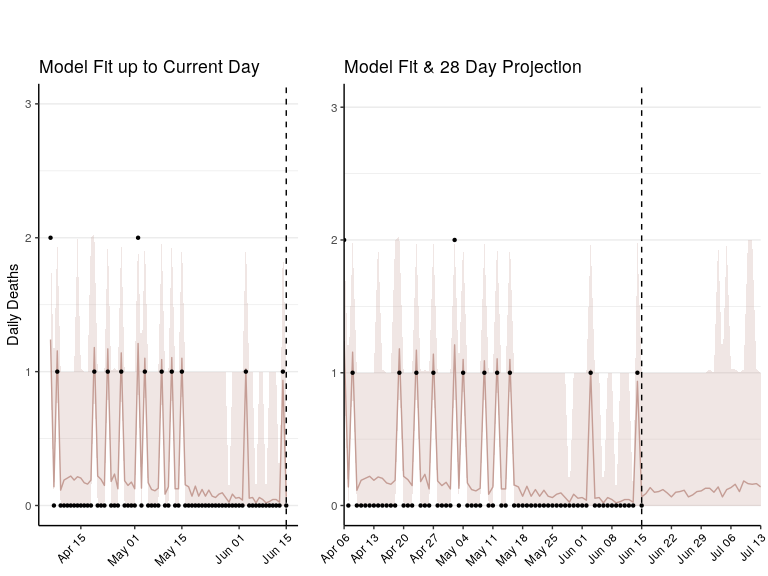 Model Fit up to Current Day
Model Fit & 28 Day Projection
Daily Deaths
3
2
1
0
3
2
1
0
Apr 15
May 01
May 15
Jun 01
Jun 15
Apr 06
Apr 13
Apr 20
Apr 27
May 04
May 11
May 18
May 25
Jun 01
Jun 08
Jun 15
Jun 22
Jun 29
Jul 06
Jul 13